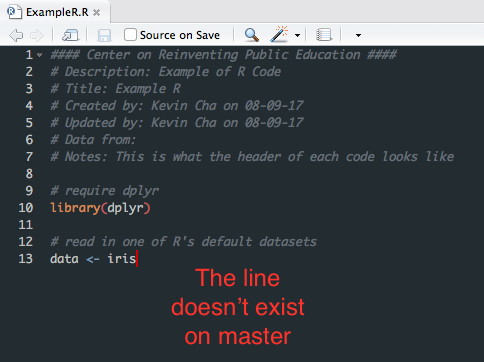 ExampleR.R
Source on Save
1 #### Center on Reinventing Public Education ####
2 # Description: Example of R Code
3 # Title: Example R
4 # Created by: Kevin Cha on 08-09-17
5 # Updated by: Kevin Cha on 08-09-17
6 # Data from:
7 # Notes: This is what the header of each code looks like
8
9 # require dplyr
10 library(dplyr)
11
12 # read in one of R's default datasets
13 data <- iris
The line
doesn't exist
on master